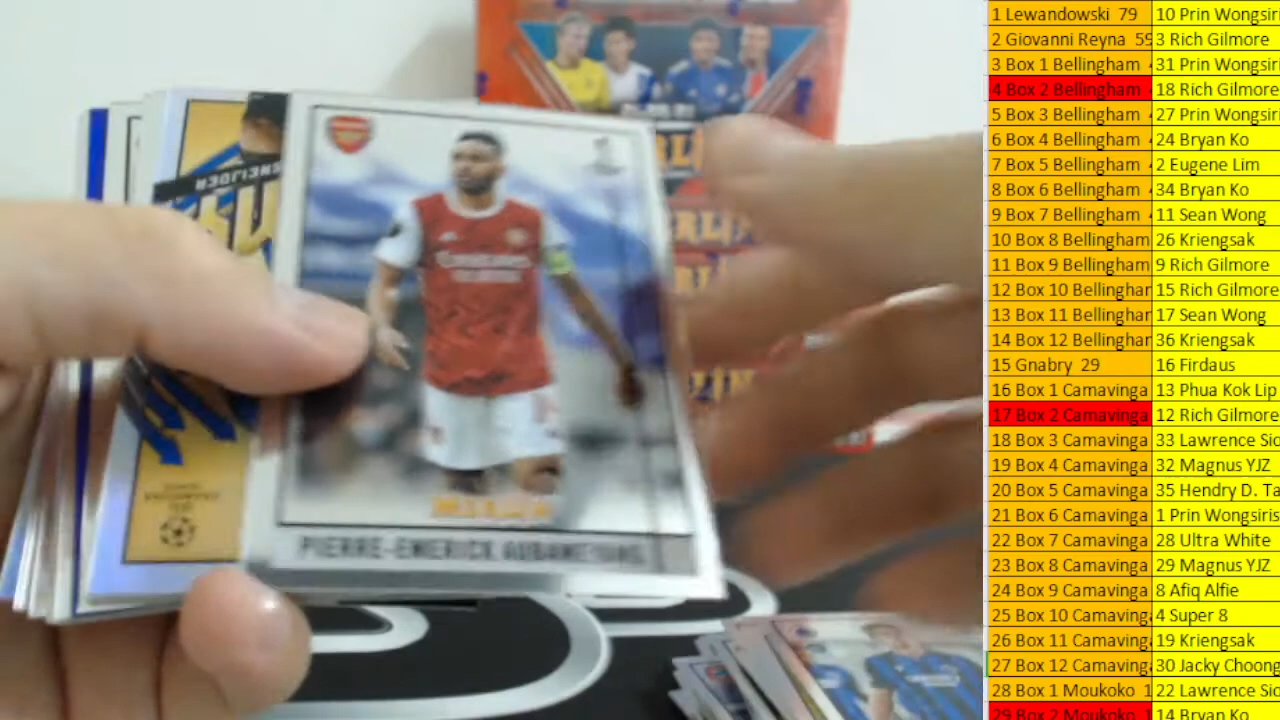 PIERRE-EMERICK AUBAMEYANG
MERLIN
1 Lewandowski 79 10 Prin Wongsiri
2 Giovanni Reyna 59 3 Rich Gilmore
3 Box 1 Bellingham 31 Prin Wongsiri
4 Box 2 Bellingham 18 Rich Gilmore
5 Box 3 Bellingham 27 Prin Wongsiri
6 Box 4 Bellingham 24 Bryan Ko
7 Box 5 Bellingham 2 Eugene Lim
8 Box 6 Bellingham 34 Bryan Ko
9 Box 7 Bellingham 11 Sean Wong
10 Box 8 Bellingham 26 Kriengsak
11 Box 9 Bellingham 9 Rich Gilmore
12 Box 10 Bellinghar 15 Rich Gilmore
13 Box 11 Bellinghar 17 Sean Wong
14 Box 12 Bellinghar 36 Kriengsak
15 Gnabry 29 16 Firdaus
16 Box 1 Camavinga 13 Phua Kok Lip
17 Box 2 Camavinga 12 Rich Gilmore
18 Box 3 Camavinga 33 Lawrence Sio
19 Box 4 Camavinga 32 Magnus YJZ
20 Box 5 Camavinga 35 Hendry D. Ta
21 Box 6 Camavinga 1 Prin Wongsiris
22 Box 7 Camavinga 28 Ultra White
23 Box 8 Camavinga 29 Magnus YJZ
24 Box 9 Camavinga 8 Afiq Alfie
25 Box 10 Camaving 4 Super 8
26 Box 11 Camaving 19 Kriengsak
27 Box 12 Camaving 30 Jacky Choong
28 Box 1 Moukoko 1 22 Lawrence Sio
29 Box 2 Moukoko 1 14 Bryan Ko